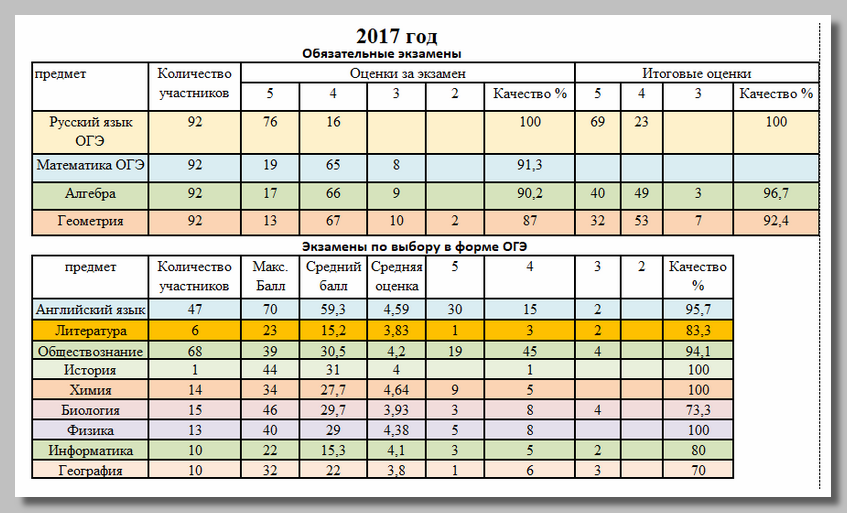 2017 год
Обязательные экзамены
предмет Количество участников Оценки за экзамен Итоговые оценки
5 4 3 2 Качество % 5 4 3 Качество %
Русский язык ОГЭ 92 76 16 100 69 23 100
Математика ОГЭ 92 19 65 8 91,3
Алгебра 92 17 66 9 90,2 40 49 3 96,7
Геометрия 92 13 67 10 2 87 32 53 7 92,4
Экзамены по выбору в форме ОГЭ
предмет Количество участников Макс. Балл Средний балл Средняя оценка 5 4 3 2 Качество %
Английский язык 47 70 59,3 4,59 30 15 2 95,7
Литература 6 23 15,2 3,83 1 3 2 83,3
Обществознание 68 39 30,5 4,2 19 45 4 94,1
История 1 44 31 4 1 100
Химия 14 34 27,7 4,64 9 5 100
Биология 15 46 29,7 3,93 3 8 4 73,3
Физика 13 40 29 4,38 5 8 100
Информатика 10 22 15,3 4,1 3 5 2 80
География 10 32 22 3,8 1 6 3 70